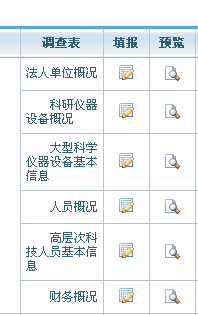 调查表 填报 预览
法人单位概况
科研仪器
设备概况
大型科学
仪器设备基本
信息
人员概况
高层次科
技人员基本信
息
财务概况